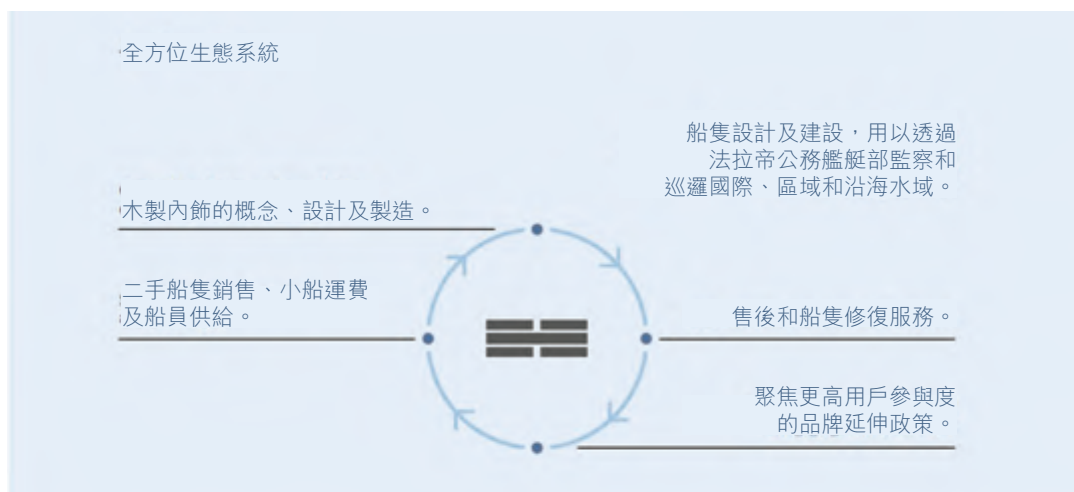 全方位生態系統
船隻設計及建設，用以透過
法拉帝公務艦艇部監察和
巡邏國際、區域和沿海水域。
木製內飾的概念、設計及製造。
二手船隻銷售、小船運費
及船員供給。
售後和船隻修復服務。
聚焦更高用戶參與度
的品牌延伸政策。